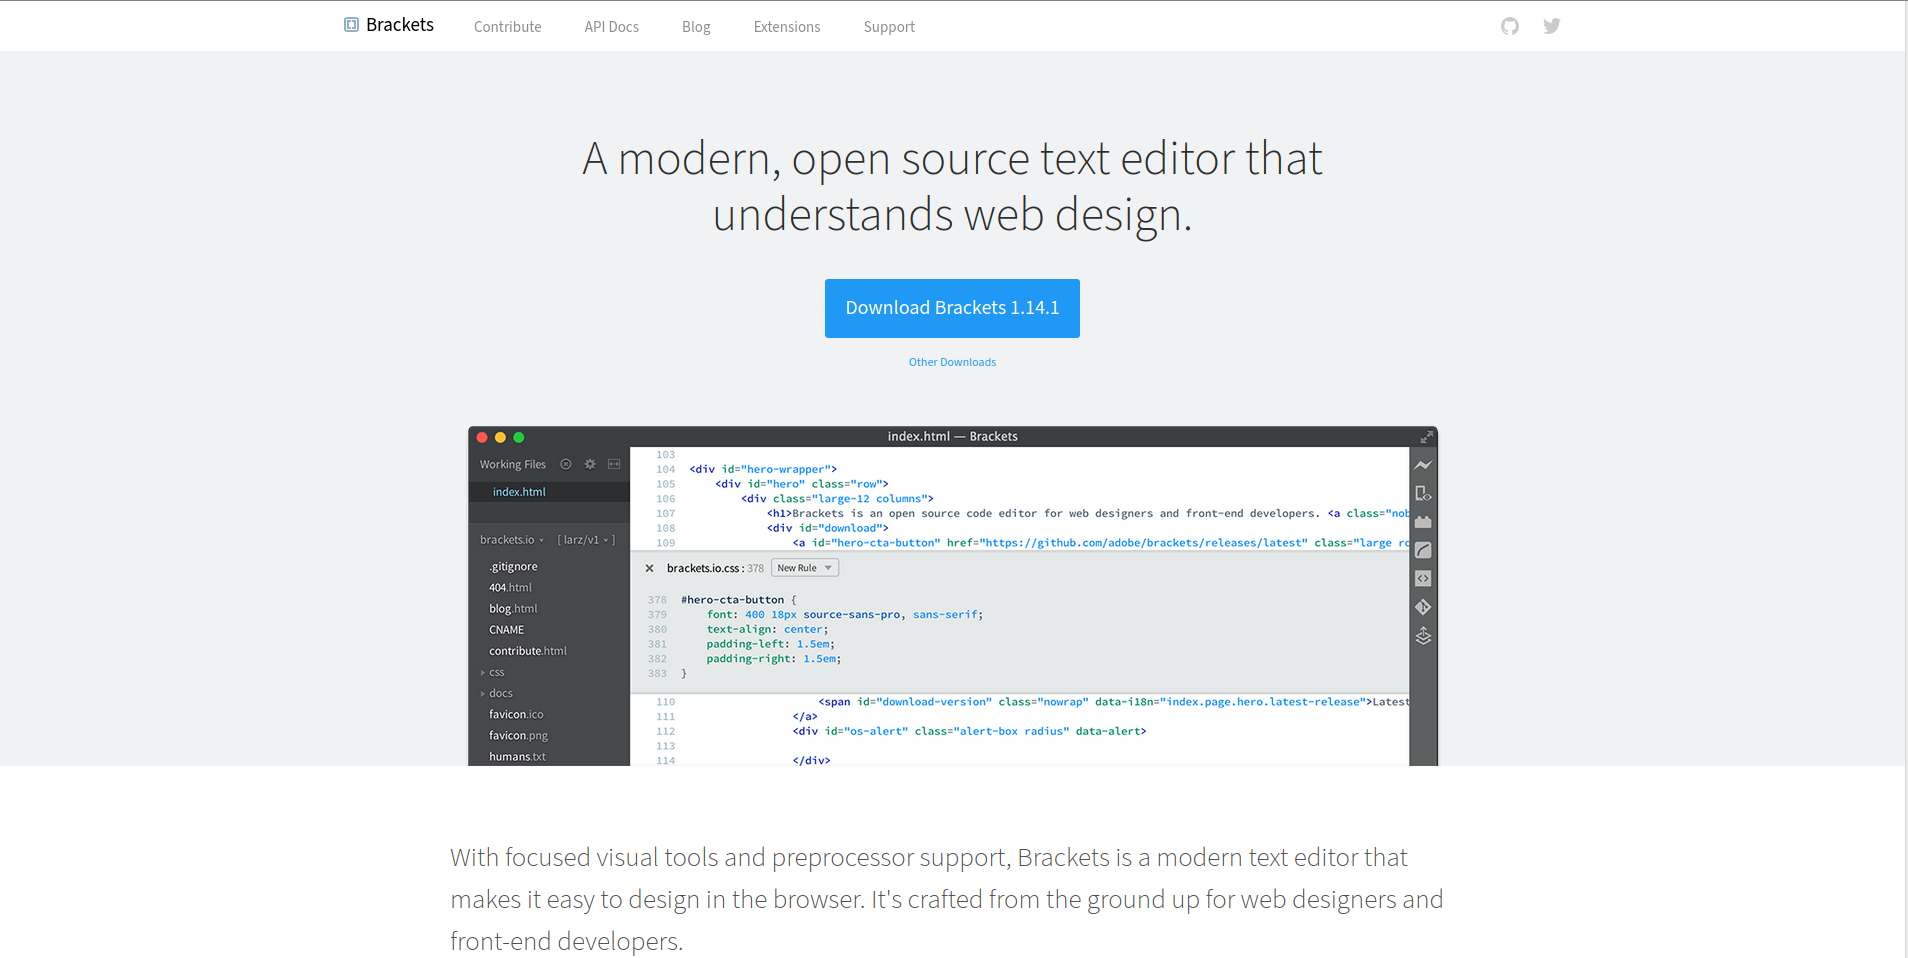 Brackets
Contribute
API Docs
Blog
Extensions
Support
A modern, open source text editor that
understands web design.
Download Brackets 1.14.1
Other Downloads
index.html — Brackets
Working Files
index.html
brackets.io
[ larz/v1 ]
.gitignore
404.html
blog.html
CNAME
contribute.html
css
docs
favicon.ico
favicon.png
humans.txt
103
104 <div id="hero-wrapper">
105 <div id="hero" class="row">
106 <div class="large-12 columns">
107 <h1>Brackets is an open source code editor for web designers and front-end developers. <a class="nob
108 <div id="download">
109 <a id="hero-cta-button" href="https://github.com/adobe/brackets/releases/latest" class="large ro
× brackets.io.css : 378 New Rule
378 #hero-cta-button {
379 font: 400 18px source-sans-pro, sans-serif;
380 text-align: center;
381 padding-left: 1.5em;
382 padding-right: 1.5em;
383 }
110 <span id="download-version" class="nowrap" data-i18n="index.page.hero.latest-release">Latest
111 </a>
112 <div id="os-alert" class="alert-box radius" data-alert>
113
114 </div>
With focused visual tools and preprocessor support, Brackets is a modern text editor that
makes it easy to design in the browser. It's crafted from the ground up for web designers and
front-end developers.